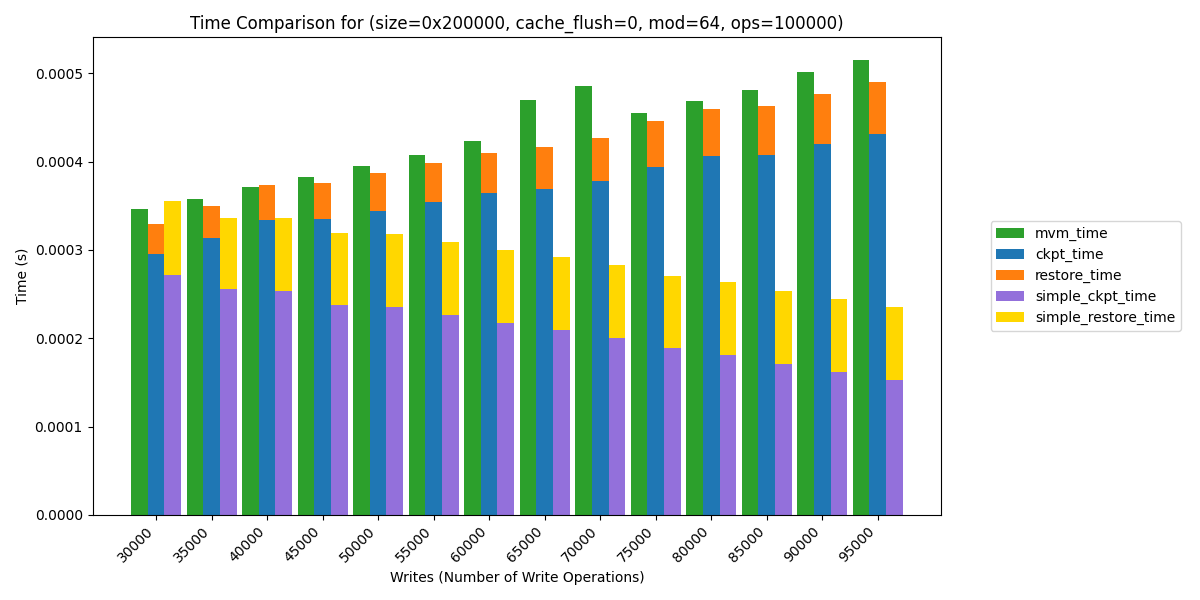 Time Comparison for (size=0x200000, cache_flush=0, mod=64, ops=100000)
Time (s)
0.0005
0.0004
0.0003
0.0002
0.0001
0.0000
30000 35000 40000 45000 50000 55000 60000 65000 70000 75000 80000 85000 90000 95000
Writes (Number of Write Operations)
mvm_time
ckpt_time
restore_time
simple_ckpt_time
simple_restore_time